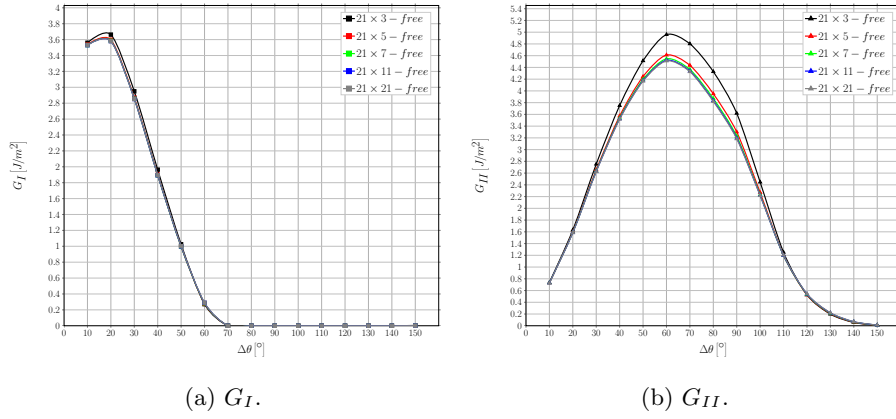 4
3.8
3.6
3.4
3.2
3
2.8
2.6
2.4
2.2
2
1.8
1.6
1.4
1.2
1
0.8
0.6
0.4
0.2
0
G_I [J/m²]
0 10 20 30 40 50 60 70 80 90 100 110 120 130 140 150
Δθ [°]
21 × 3 − free
21 × 5 − free
21 × 7 − free
21 × 11 − free
21 × 21 − free
(a) G_I.
5.4
5.2
5
4.8
4.6
4.4
4.2
4
3.8
3.6
3.4
3.2
3
2.8
2.6
2.4
2.2
2
1.8
1.6
1.4
1.2
1
0.8
0.6
0.4
0.2
0
G_II [J/m²]
0 10 20 30 40 50 60 70 80 90 100 110 120 130 140 150
Δθ [°]
21 × 3 − free
21 × 5 − free
21 × 7 − free
21 × 11 − free
21 × 21 − free
(b) G_II.